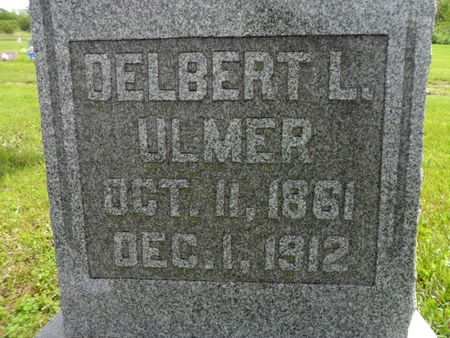 DELBERT L.
ULMER
OCT. 11, 1861
DEC. 1, 1912